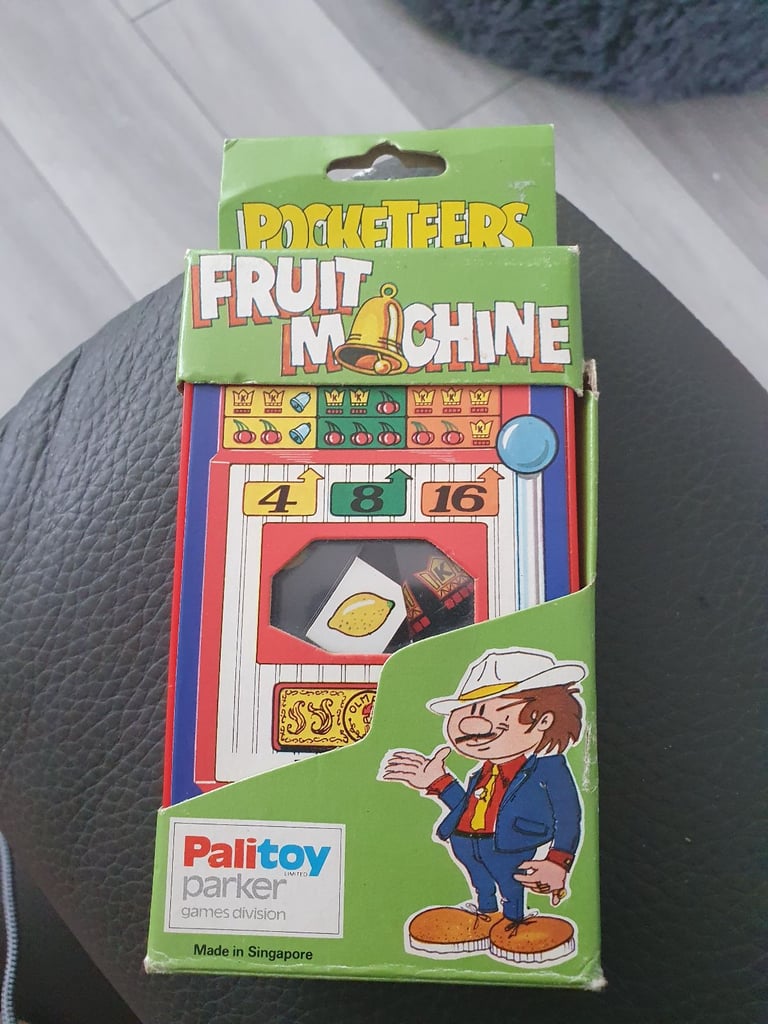 POCKETEERS
FRUIT
MACHINE
K K
K K
K K K
K
4 8 16
K
Palitoy
LIMITED
parker
games division
Made in Singapore